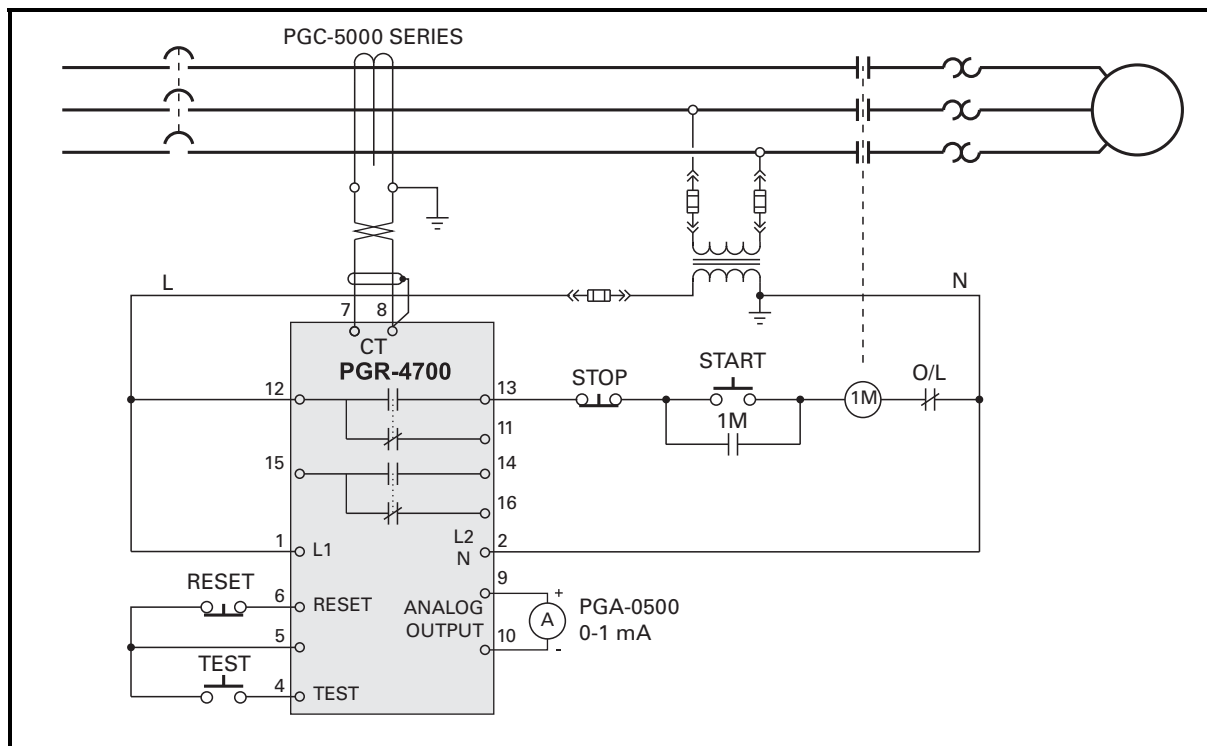 PGC-5000 SERIES
L
N
7 8
CT
PGR-4700
12
13
STOP
START
1M
O/L
1M
11
15
14
16
1
L1
L2
N
2
RESET
6
RESET
9
+
ANALOG
OUTPUT
A
PGA-0500
0-1 mA
5
10
-
TEST
4
TEST